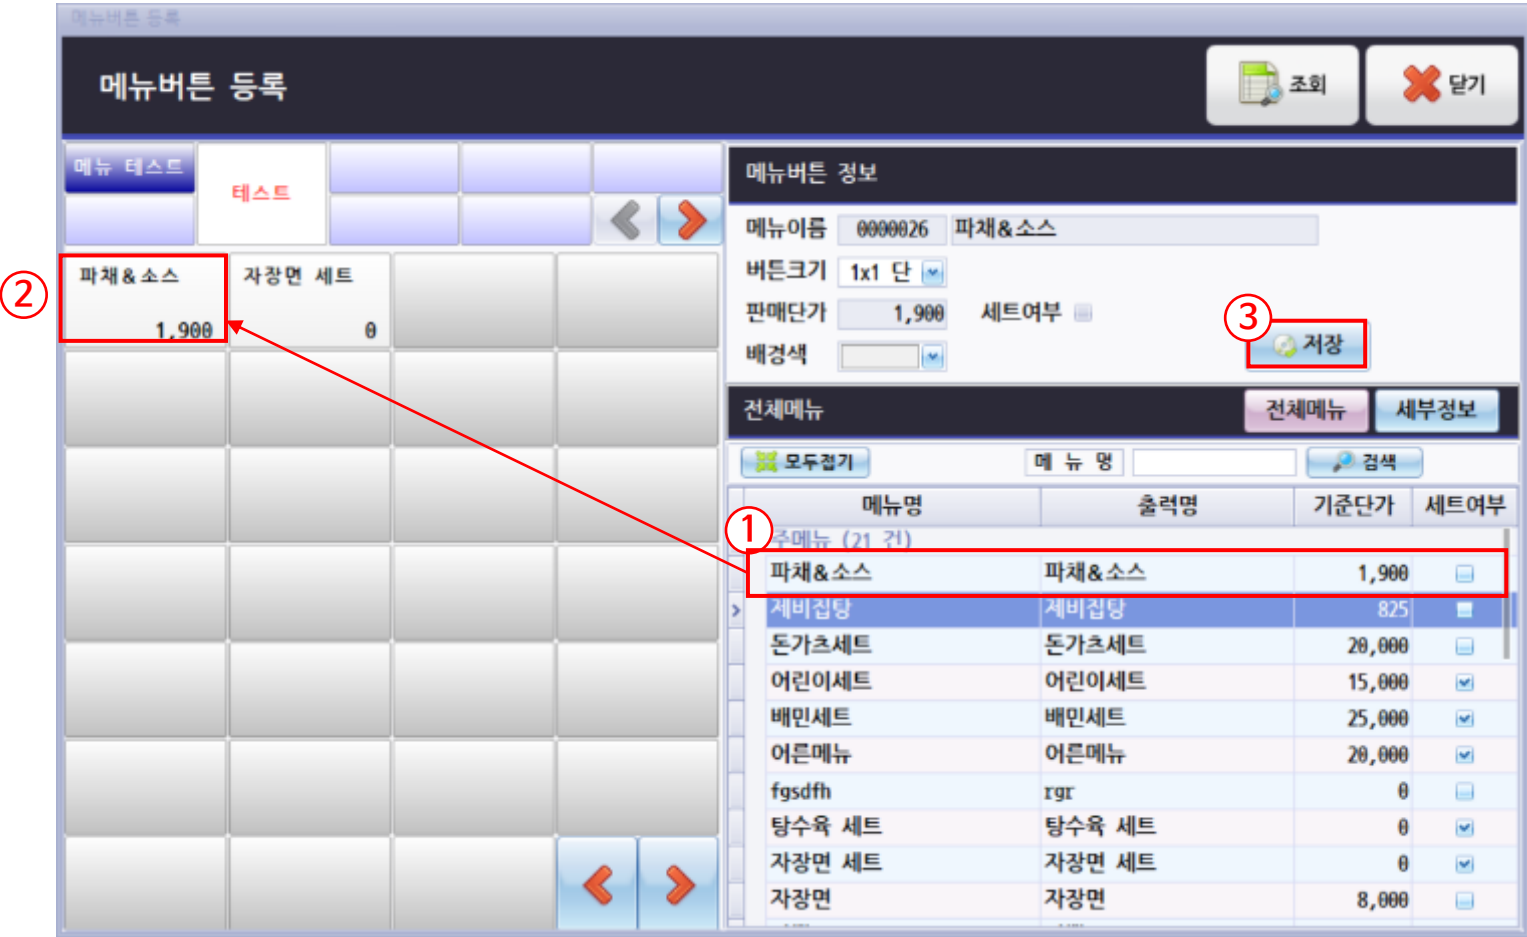 메뉴버튼 등록
메뉴버튼 등록
조회
닫기
메뉴 테스트
테스트
②
파채&소스
1,900
자장면 세트
0
메뉴버튼 정보
메뉴이름 0000026 파채&소스
버튼크기 1x1 단
판매단가 1,900 세트여부
배경색
③
저장
전체메뉴 전체메뉴 세부정보
모두접기 메 뉴 명 검색
메뉴명 출력명 기준단가 세트여부
①
주메뉴 (21 건)
파채&소스 파채&소스 1,900
제비집탕 제비집탕 825
돈가츠세트 돈가츠세트 20,000
어린이세트 어린이세트 15,000
배민세트 배민세트 25,000
어른메뉴 어른메뉴 20,000
fgsdfh rgr 0
탕수육 세트 탕수육 세트 0
자장면 세트 자장면 세트 0
자장면 자장면 8,000